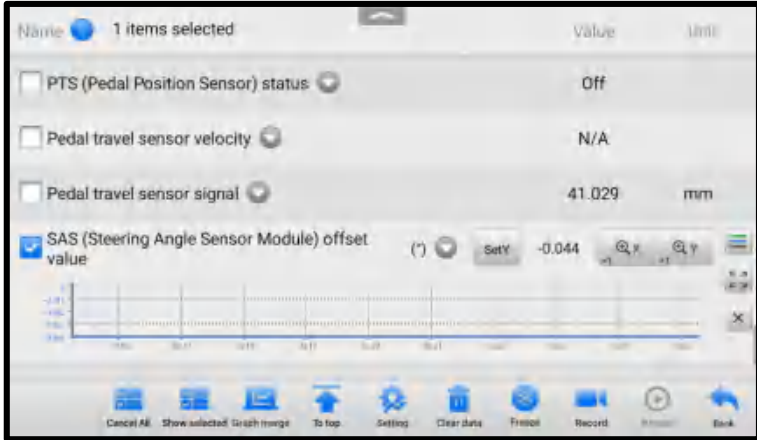 Name 1 items selected Value Unit
PTS (Pedal Position Sensor) status Off
Pedal travel sensor velocity N/A
Pedal travel sensor signal 41.029 mm
SAS (Steering Angle Sensor Module) offset value (°) SetY -0.044 X Y
Cancel All Show selected Graph merge To top Setting Clear data Freeze Record Back